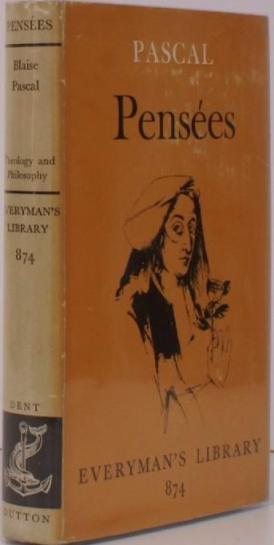 PENSÉES
Blaise
Pascal
Theology and
Philosophy
EVERYMAN'S
LIBRARY
874
DENT
DUTTON
PASCAL
Pensées
EVERYMAN'S LIBRARY
874